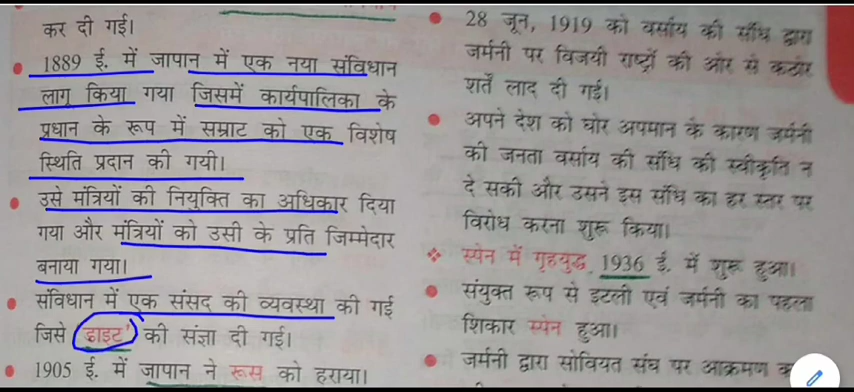 कर दी गई।
1889 ई. में जापान में एक नया संविधान
लागू किया गया जिसमें कार्यपालिका के
प्रधान के रूप में सम्राट को एक विशेष
स्थिति प्रदान की गयी।
उसे मंत्रियों की नियुक्ति का अधिकार दिया
गया और मंत्रियों को उसी के प्रति जिम्मेदार
बनाया गया।
संविधान में एक संसद की व्यवस्था की गई
जिसे 'डाइट' की संज्ञा दी गई।
1905 ई. में जापान ने रूस को हराया।
28 जून, 1919 को वर्साय की संधि द्वारा
जर्मनी पर विजयी राष्ट्रों की ओर से कठोर
शर्तें लाद दी गईं।
अपने देश को घोर अपमान के कारण जर्मनी
की जनता वर्साय की संधि को स्वीकृति न
दे सकी और उसने इस संधि का हर स्तर पर
विरोध करना शुरू किया।
स्पेन में गृहयुद्ध 1936 ई. में शुरू हुआ।
संयुक्त रूप से इटली एवं जर्मनी का पहला
शिकार स्पेन हुआ।
जर्मनी द्वारा सोवियत संघ पर आक्रमण